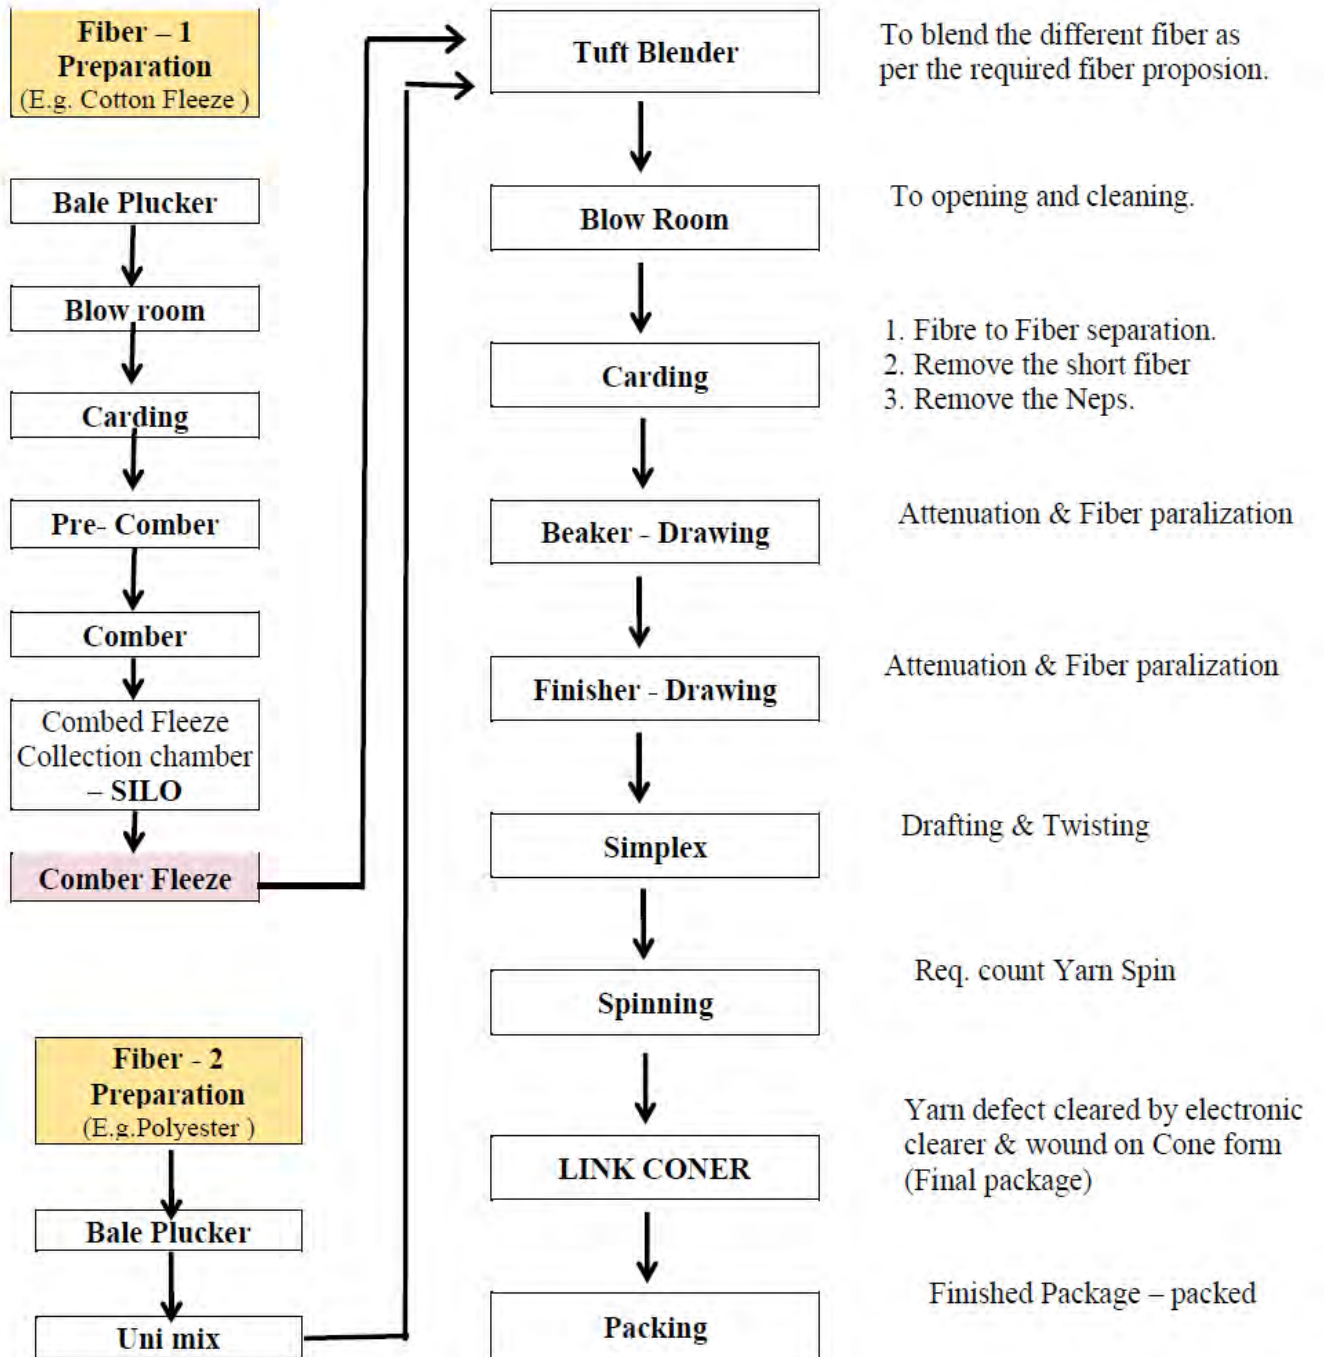 Fiber – 1
Preparation
(E.g. Cotton Fleeze )
Bale Plucker
Blow room
Carding
Pre- Comber
Comber
Combed Fleeze
Collection chamber
– SILO
Comber Fleeze
Fiber - 2
Preparation
(E.g.Polyester )
Bale Plucker
Uni mix
Tuft Blender
To blend the different fiber as
per the required fiber proposion.
Blow Room
To opening and cleaning.
Carding
1. Fibre to Fiber separation.
2. Remove the short fiber
3. Remove the Neps.
Beaker - Drawing
Attenuation & Fiber paralization
Finisher - Drawing
Attenuation & Fiber paralization
Simplex
Drafting & Twisting
Spinning
Req. count Yarn Spin
LINK CONER
Yarn defect cleared by electronic
clearer & wound on Cone form
(Final package)
Packing
Finished Package – packed